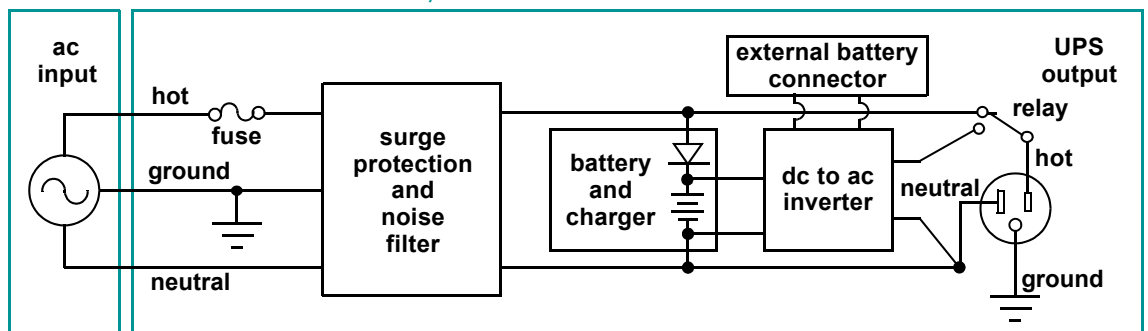 ac
input
hot
fuse
ground
neutral
surge
protection
and
noise
filter
battery
and
charger
external battery
connector
dc to ac
inverter
UPS
output
relay
hot
neutral
ground